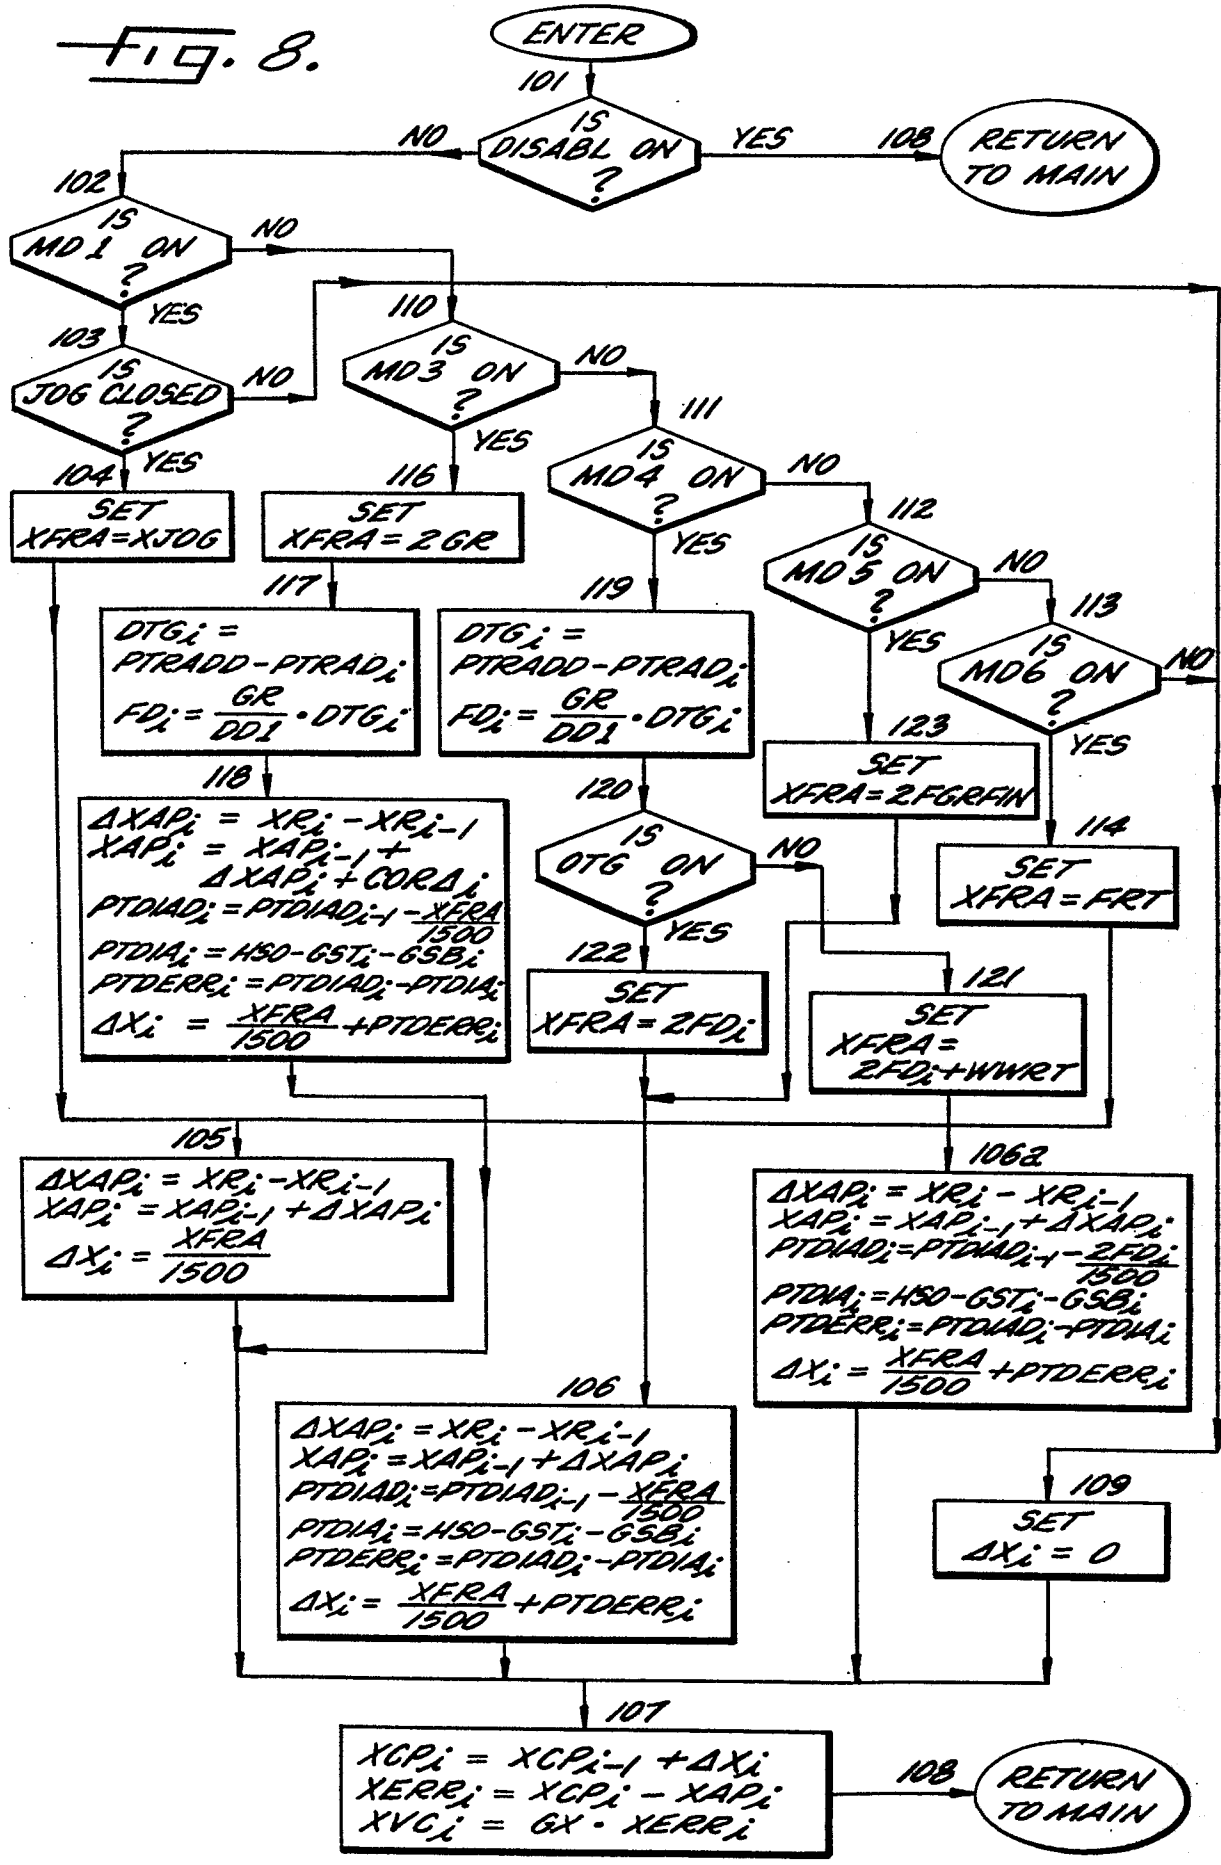 Fig. 8.
ENTER
101
IS
DISABL ON
?
NO
YES
108
RETURN
TO MAIN
102
IS
MD1 ON
?
NO
YES
103
IS
JOG CLOSED
?
NO
YES
104
SET
XFRA=XJOG
110
IS
MD3 ON
?
NO
YES
116
SET
XFRA=2GR
117
DTGi =
PTRADD-PTRADi
FDi = GR/DD1 · DTGi
118
ΔXAPi = XRi-XRi-1
XAPi = XAPi-1 +
ΔXAPi + CORΔi
PTDIADi=PTDIADi-1 - XFRA/1500
PTDIAi=HSO-GSTi-GSBi
PTDERRi=PTDIADi-PTDIAi
ΔXi = XFRA/1500 + PTDERRi
111
IS
MD4 ON
?
NO
YES
119
DTGi =
PTRADD-PTRADi
FDi = GR/DD1 · DTGi
120
IS
OTG ON
?
NO
YES
122
SET
XFRA=2FDi
112
IS
MD5 ON
?
NO
YES
123
SET
XFRA=2FGRFIN
113
IS
MD6 ON
?
NO
YES
114
SET
XFRA=FRT
121
SET
XFRA=
2FDi+WWRT
105
ΔXAPi = XRi-XRi-1
XAPi = XAPi-1 + ΔXAPi
ΔXi = XFRA/1500
106a
ΔXAPi = XRi - XRi-1
XAPi = XAPi-1 + ΔXAPi
PTDIADi=PTDIADi-1 - 2FDi/1500
PTDIAi=HSO-GSTi-GSBi
PTDERRi=PTDIADi-PTDIAi
ΔXi = XFRA/1500 + PTDERRi
106
ΔXAPi = XRi - XRi-1
XAPi = XAPi-1 + ΔXAPi
PTDIADi=PTDIADi-1 - XFRA/1500
PTDIAi=HSO-GSTi-GSBi
PTDERRi=PTDIADi-PTDIAi
ΔXi = XFRA/1500 + PTDERRi
109
SET
ΔXi = 0
107
XCPi = XCPi-1 + ΔXi
XERRi = XCPi - XAPi
XVCi = GX · XERRi
108
RETURN
TO MAIN